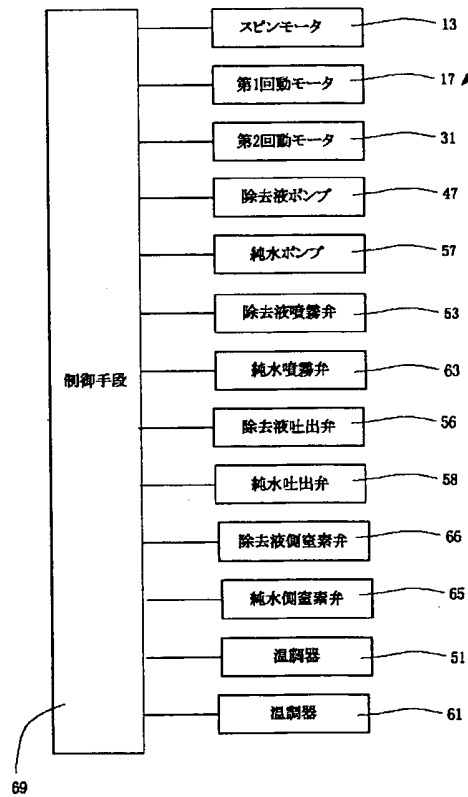 スピンモータ 13
第1回動モータ 17
第2回動モータ 31
除去液ポンプ 47
純水ポンプ 57
除去液噴霧弁 53
制御手段
純水噴霧弁 63
除去液吐出弁 56
純水吐出弁 58
除去液側窒素弁 66
純水側窒素弁 65
温調器 51
温調器 61
69